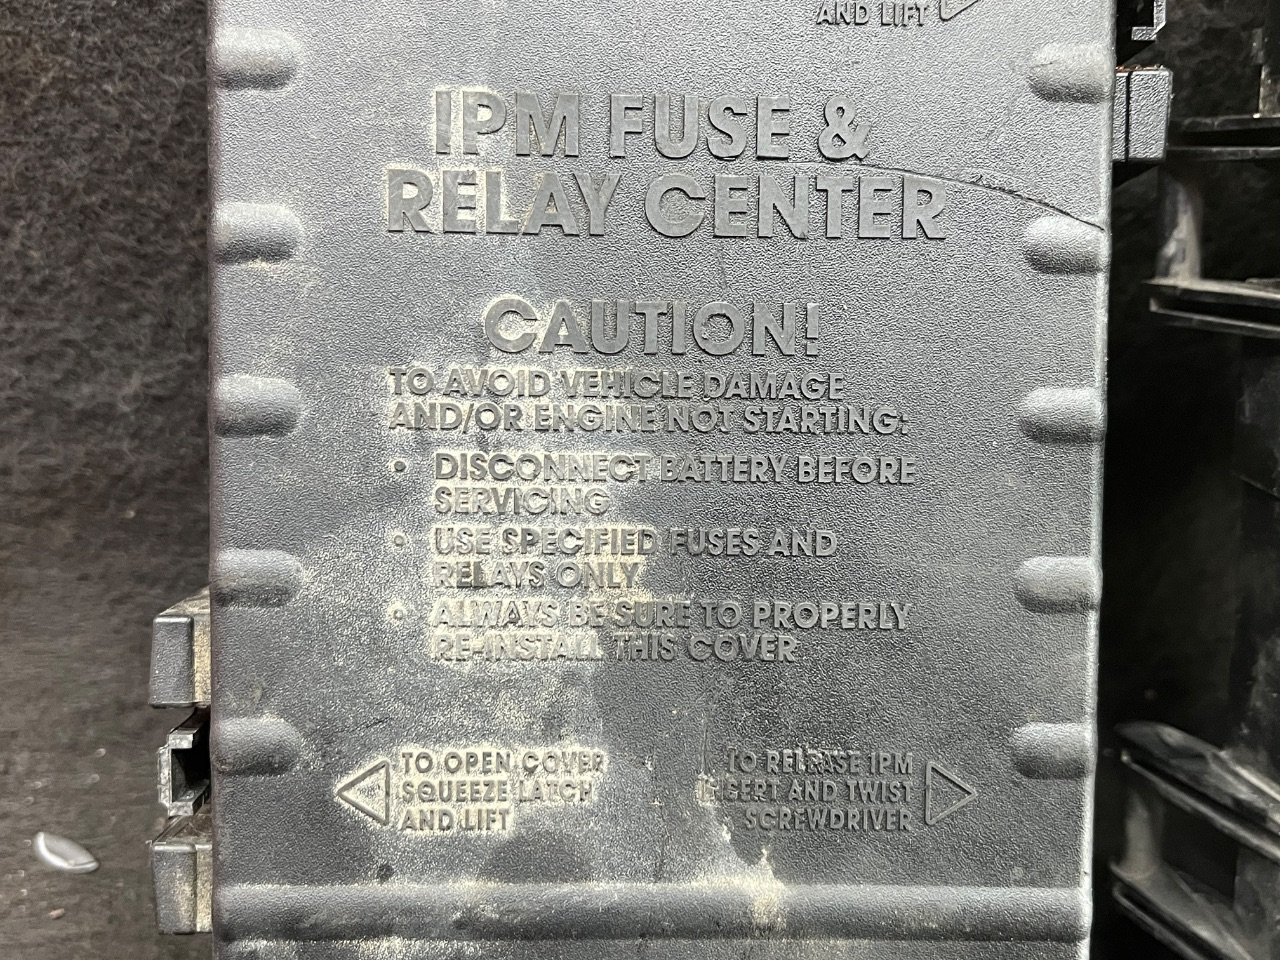 AND LIFT
IPM FUSE &
RELAY CENTER
CAUTION!
TO AVOID VEHICLE DAMAGE
AND/OR ENGINE NOT STARTING:
• DISCONNECT BATTERY BEFORE
SERVICING
• USE SPECIFIED FUSES AND
RELAYS ONLY
• ALWAYS BE SURE TO PROPERLY
RE-INSTALL THIS COVER
TO OPEN COVER
SQUEEZE LATCH
AND LIFT
TO RELEASE IPM
INSERT AND TWIST
SCREWDRIVER